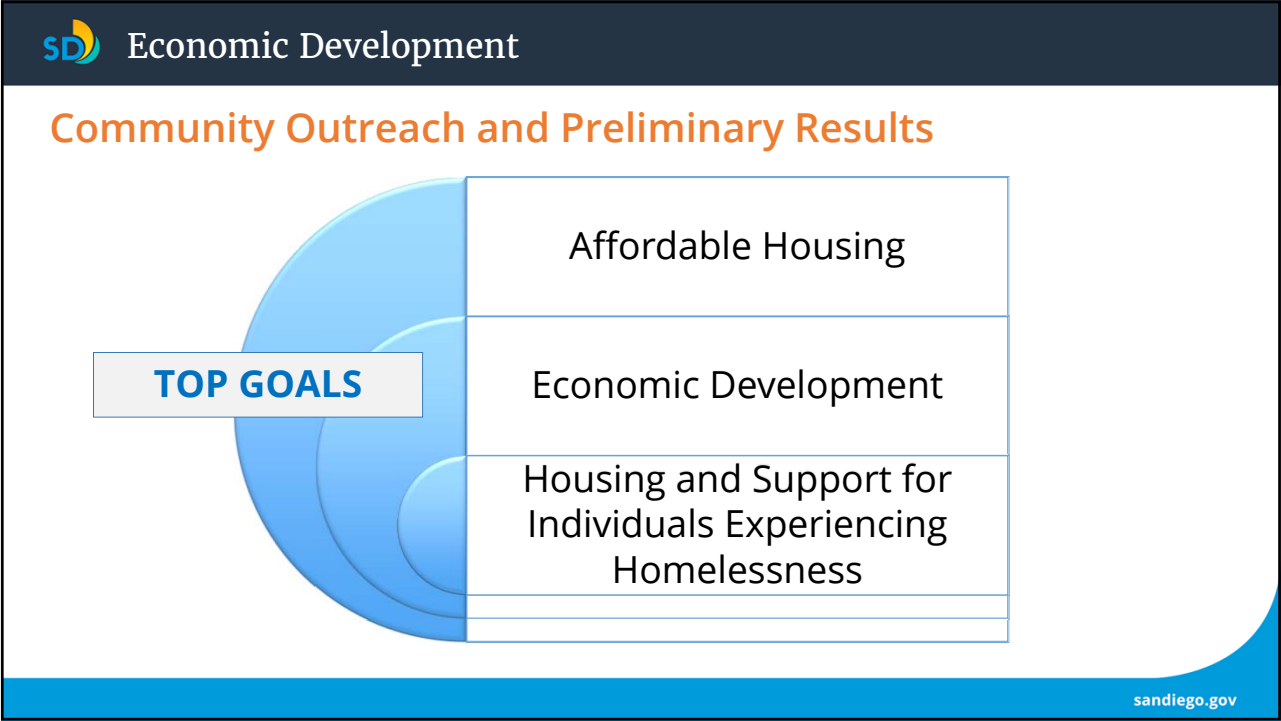 SD
Economic Development
Community Outreach and Preliminary Results
TOP GOALS
Affordable Housing
Economic Development
Housing and Support for
Individuals Experiencing
Homelessness
sandiego.gov